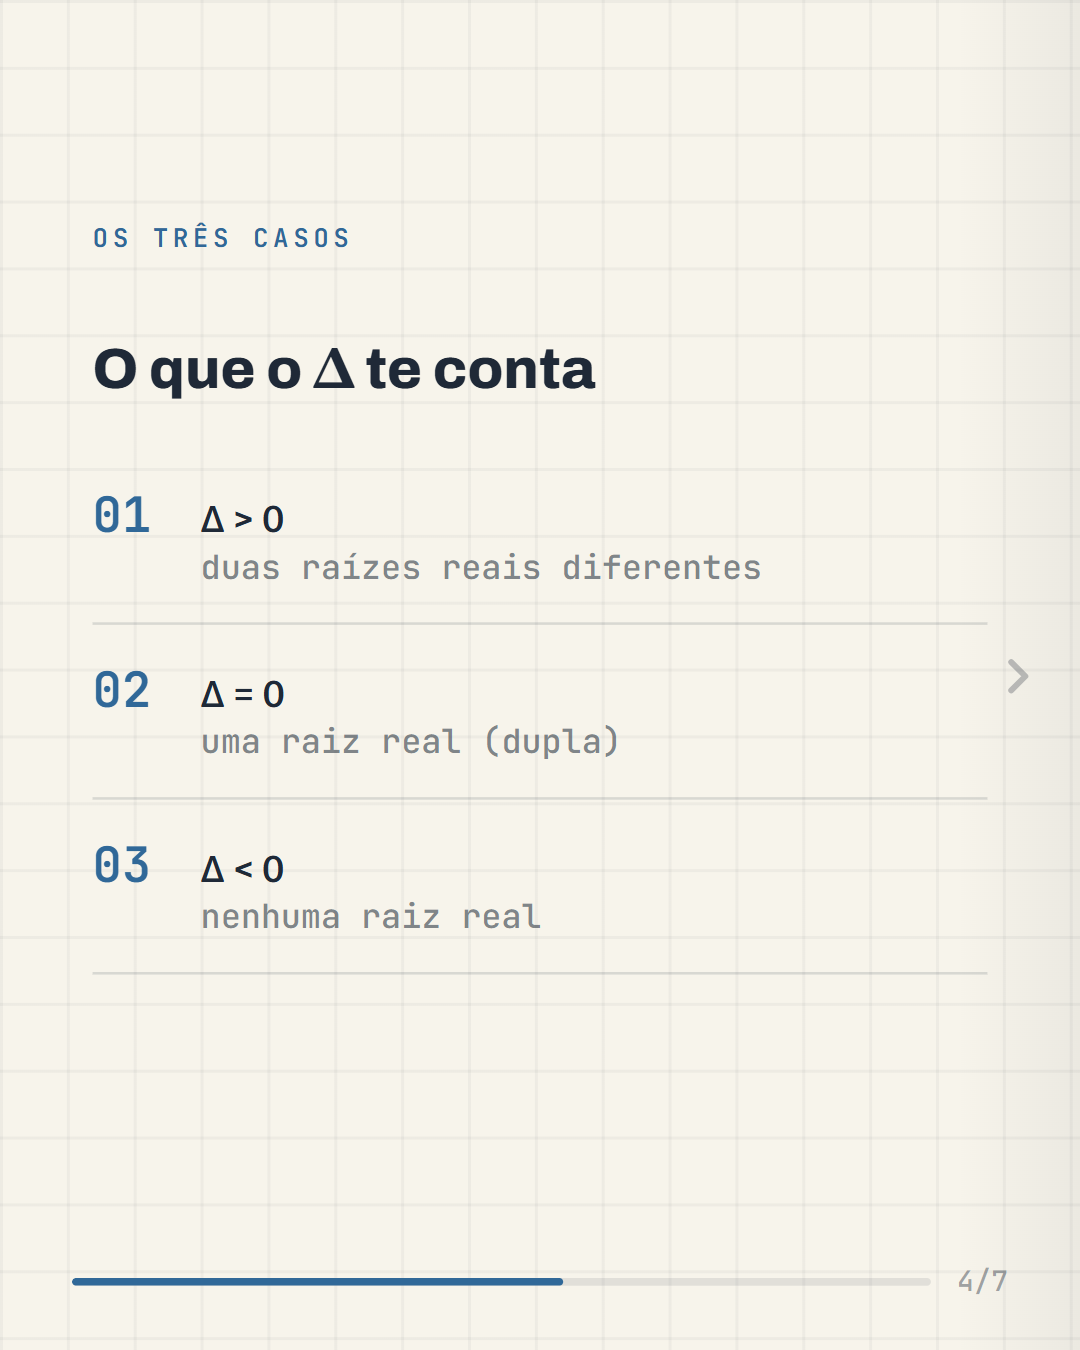 OS TRÊS CASOS
O que o Δ te conta
01 Δ > 0
duas raízes reais diferentes
02 Δ = 0
uma raiz real (dupla)
03 Δ < 0
nenhuma raiz real
4/7